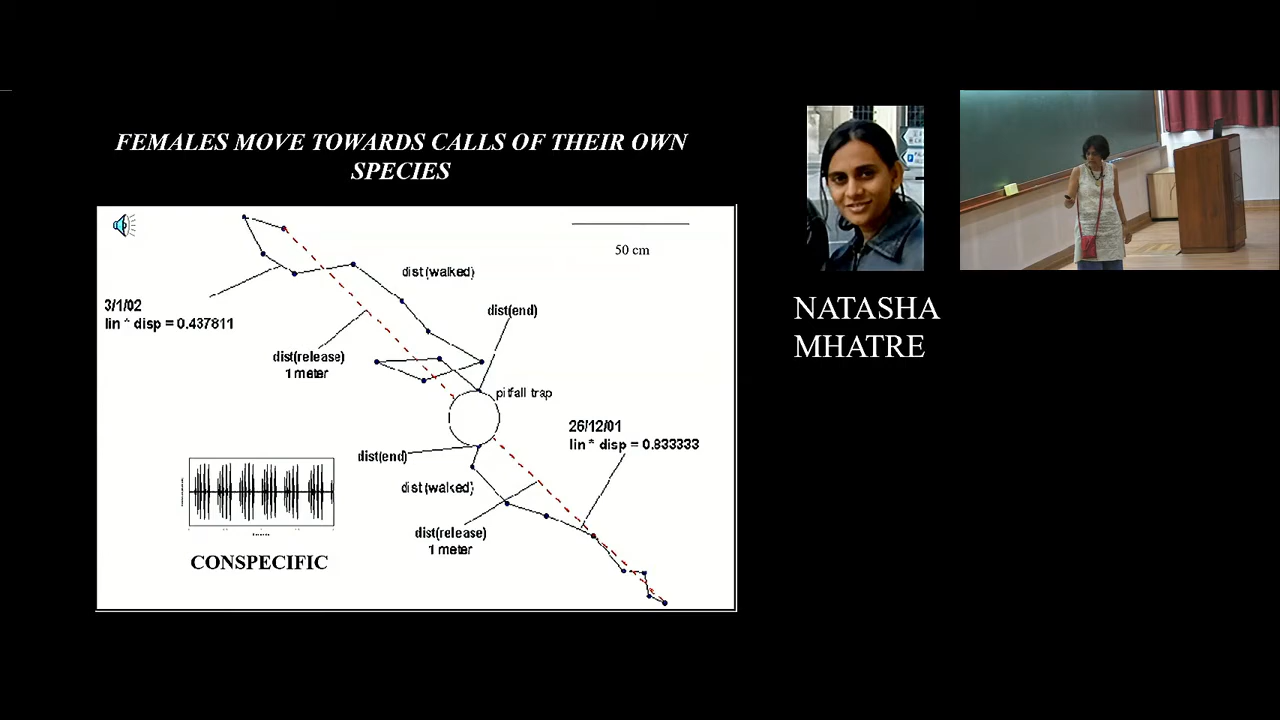 FEMALES MOVE TOWARDS CALLS OF THEIR OWN
SPECIES
50 cm
dist (walked)
3/1/02
lin * disp = 0.437811
dist(end)
dist(release)
1 meter
pitfall trap
26/12/01
lin * disp = 0.833333
dist(end)
dist (walked)
dist(release)
1 meter
CONSPECIFIC
NATASHA
MHATRE